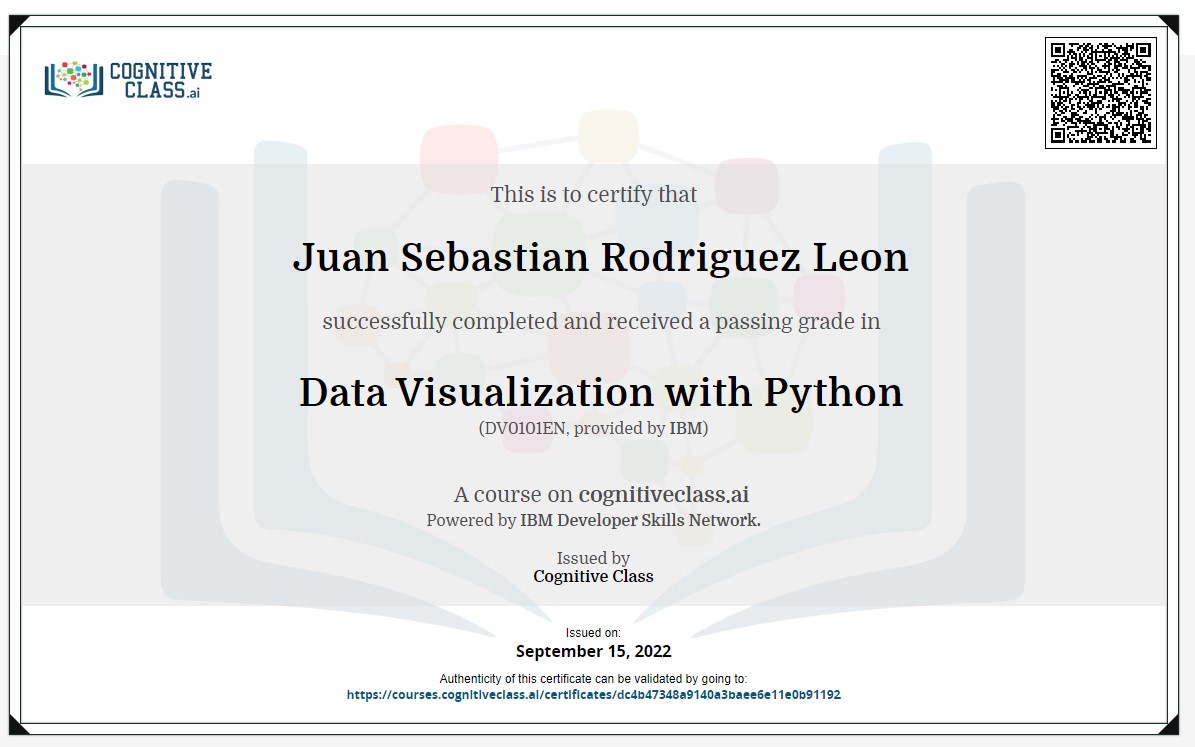 COGNITIVE
CLASS.ai
This is to certify that
Juan Sebastian Rodriguez Leon
successfully completed and received a passing grade in
Data Visualization with Python
(DV0101EN, provided by IBM)
A course on cognitiveclass.ai
Powered by IBM Developer Skills Network.
Issued by
Cognitive Class
Issued on:
September 15, 2022
Authenticity of this certificate can be validated by going to:
https://courses.cognitiveclass.ai/certificates/dc4b47348a9140a3baee6e11e0b91192